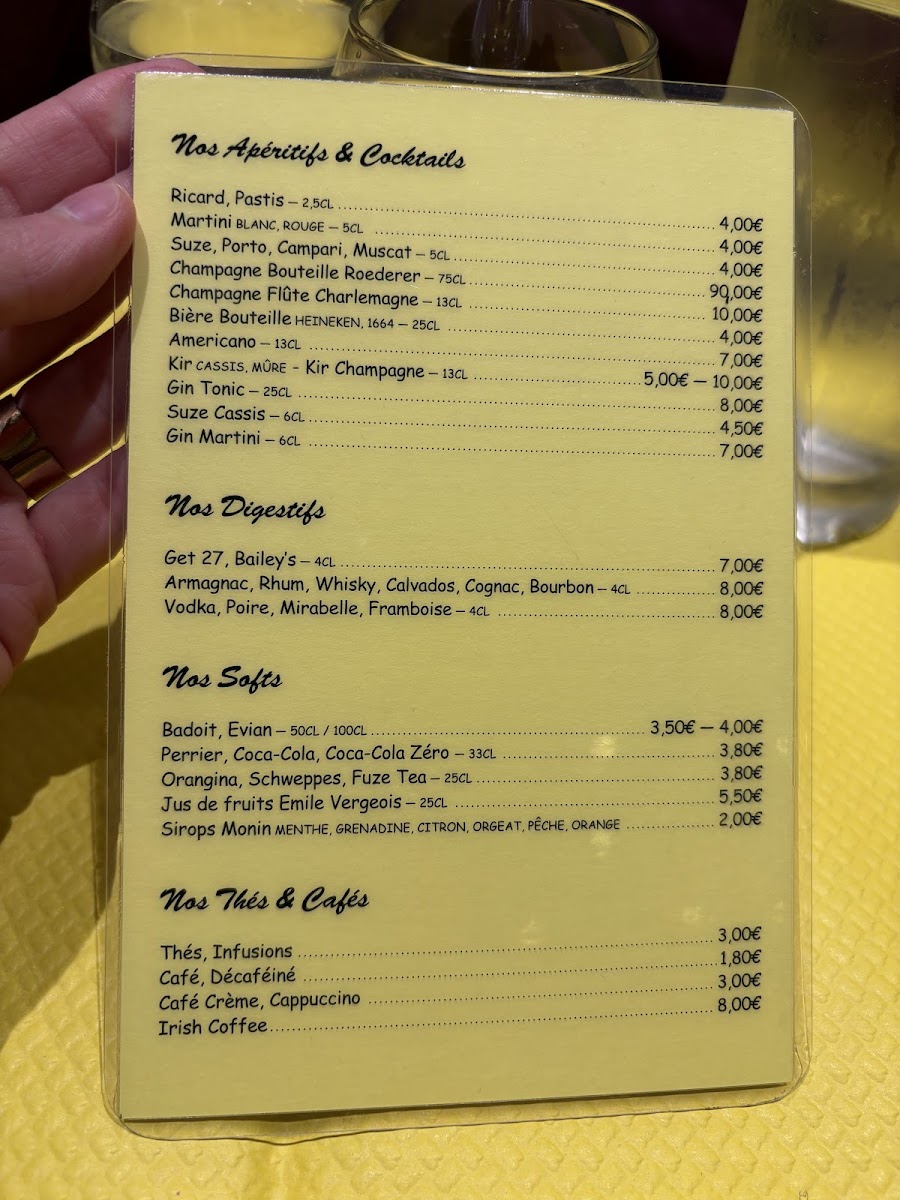 Nos Apéritifs & Cocktails
Ricard, Pastis – 2,5CL ........ 4,00€
Martini BLANC, ROUGE – 5CL ........ 4,00€
Suze, Porto, Campari, Muscat – 5CL ........ 4,00€
Champagne Bouteille Roederer – 75CL ........ 90,00€
Champagne Flûte Charlemagne – 13CL ........ 10,00€
Bière Bouteille HEINEKEN, 1664 – 25CL ........ 4,00€
Americano – 13CL ........ 7,00€
Kir CASSIS, MÛRE - Kir Champagne – 13CL ........ 5,00€ – 10,00€
Gin Tonic – 25CL ........ 8,00€
Suze Cassis – 6CL ........ 4,50€
Gin Martini – 6CL ........ 7,00€
Nos Digestifs
Get 27, Bailey's – 4CL ........ 7,00€
Armagnac, Rhum, Whisky, Calvados, Cognac, Bourbon – 4CL ........ 8,00€
Vodka, Poire, Mirabelle, Framboise – 4CL ........ 8,00€
Nos Softs
Badoit, Evian – 50CL / 100CL ........ 3,50€ – 4,00€
Perrier, Coca-Cola, Coca-Cola Zéro – 33CL ........ 3,80€
Orangina, Schweppes, Fuze Tea – 25CL ........ 3,80€
Jus de fruits Emile Vergeois – 25CL ........ 5,50€
Sirops Monin MENTHE, GRENADINE, CITRON, ORGEAT, PÊCHE, ORANGE ........ 2,00€
Nos Thés & Cafés
Thés, Infusions ........ 3,00€
Café, Décaféiné ........ 1,80€
Café Crème, Cappuccino ........ 3,00€
Irish Coffee ........ 8,00€